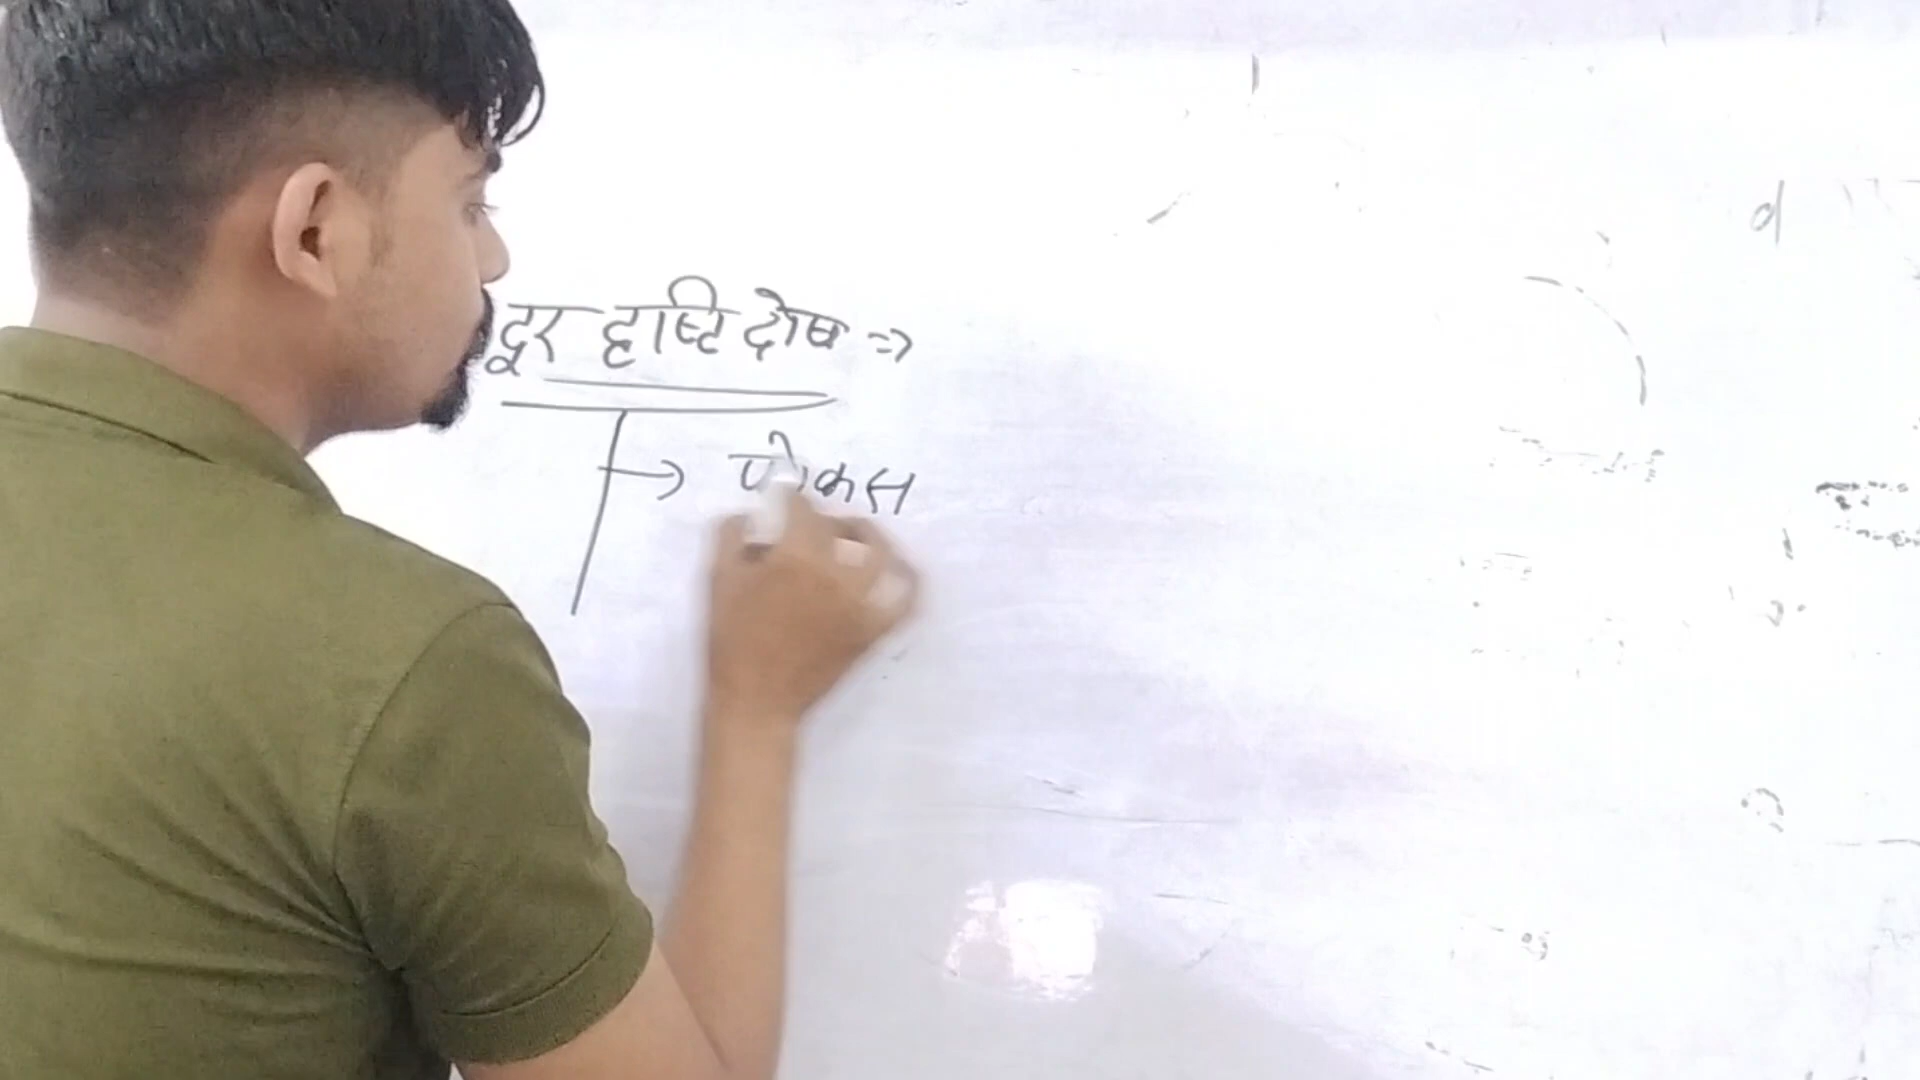 दूर दृष्टि दोष =>
→ फोकस
d